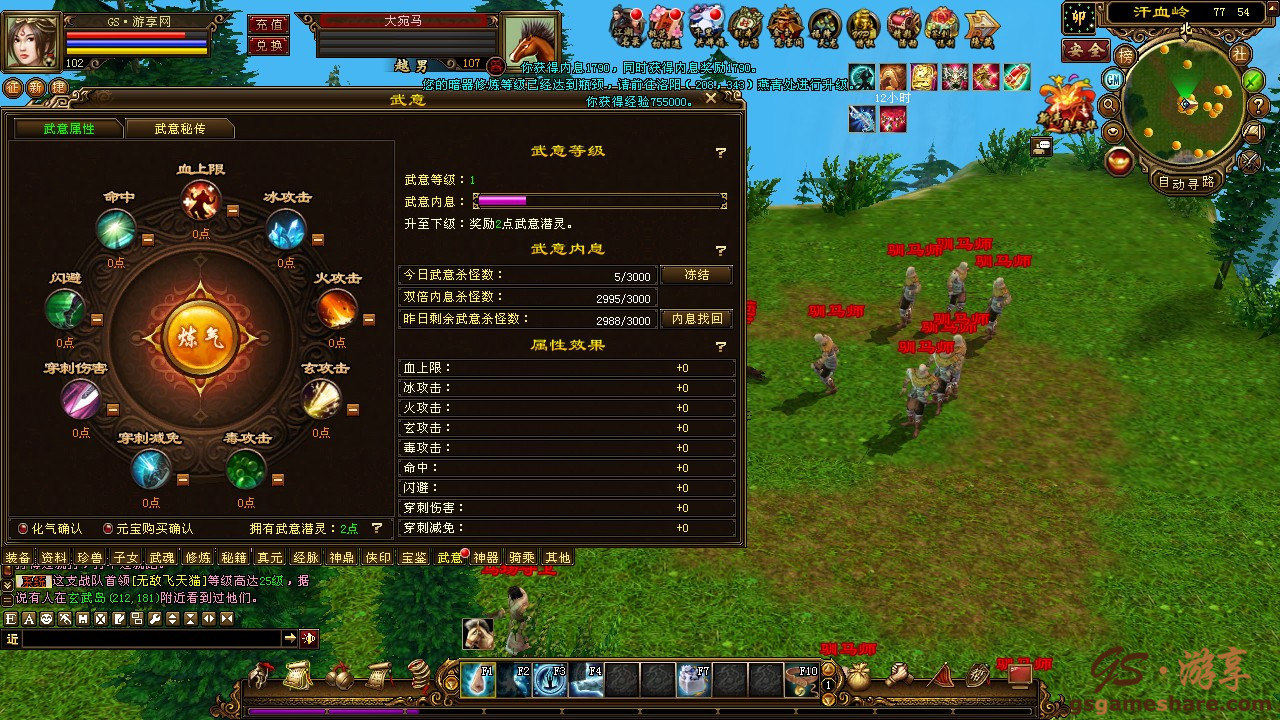 GS·游享网
102
充值
兑换
大宛马
越男
107
汗血岭 77 54
北
卯
安全
榜
社
GM
自动寻路
征
新
建
你获得内息1790，同时获得内息奖励1790。
您的暗器修炼等级已经达到瓶颈，请前往洛阳（208，343）燕青处进行升级。
你获得经验755000。
12小时
武意
武意属性
武意秘传
血上限
0点
命中
0点
冰攻击
0点
闪避
0点
火攻击
0点
穿刺伤害
0点
玄攻击
0点
穿刺减免
0点
毒攻击
0点
炼气
化气确认
元宝购买确认
拥有武意潜灵：2点 ?
武意等级 ?
武意等级：1
武意内息：
升至下级：奖励2点武意潜灵。
武意内息 ?
今日武意杀怪数： 5/3000 冻结
双倍内息杀怪数： 2995/3000
昨日剩余武意杀怪数： 2988/3000 内息找回
属性效果 ?
血上限： +0
冰攻击： +0
火攻击： +0
玄攻击： +0
毒攻击： +0
命中： +0
闪避： +0
穿刺伤害： +0
穿刺减免： +0
装备 资料 珍兽 子女 武魂 修炼 秘籍 真元 经脉 神鼎 侠印 宝鉴 武意 神器 骑乘 其他
驯马师
驯马师
驯马师
驯马师
驯马师
驯马师
驯马师
驯马师
驯马师
这支战队首领[无敌飞天猫]等级高达25级，据
说有人在玄武岛(212,181)附近看到过他们。
近
F1 F2 F3 F4 F7 F10
1
GS·游享
gsgameshare.com